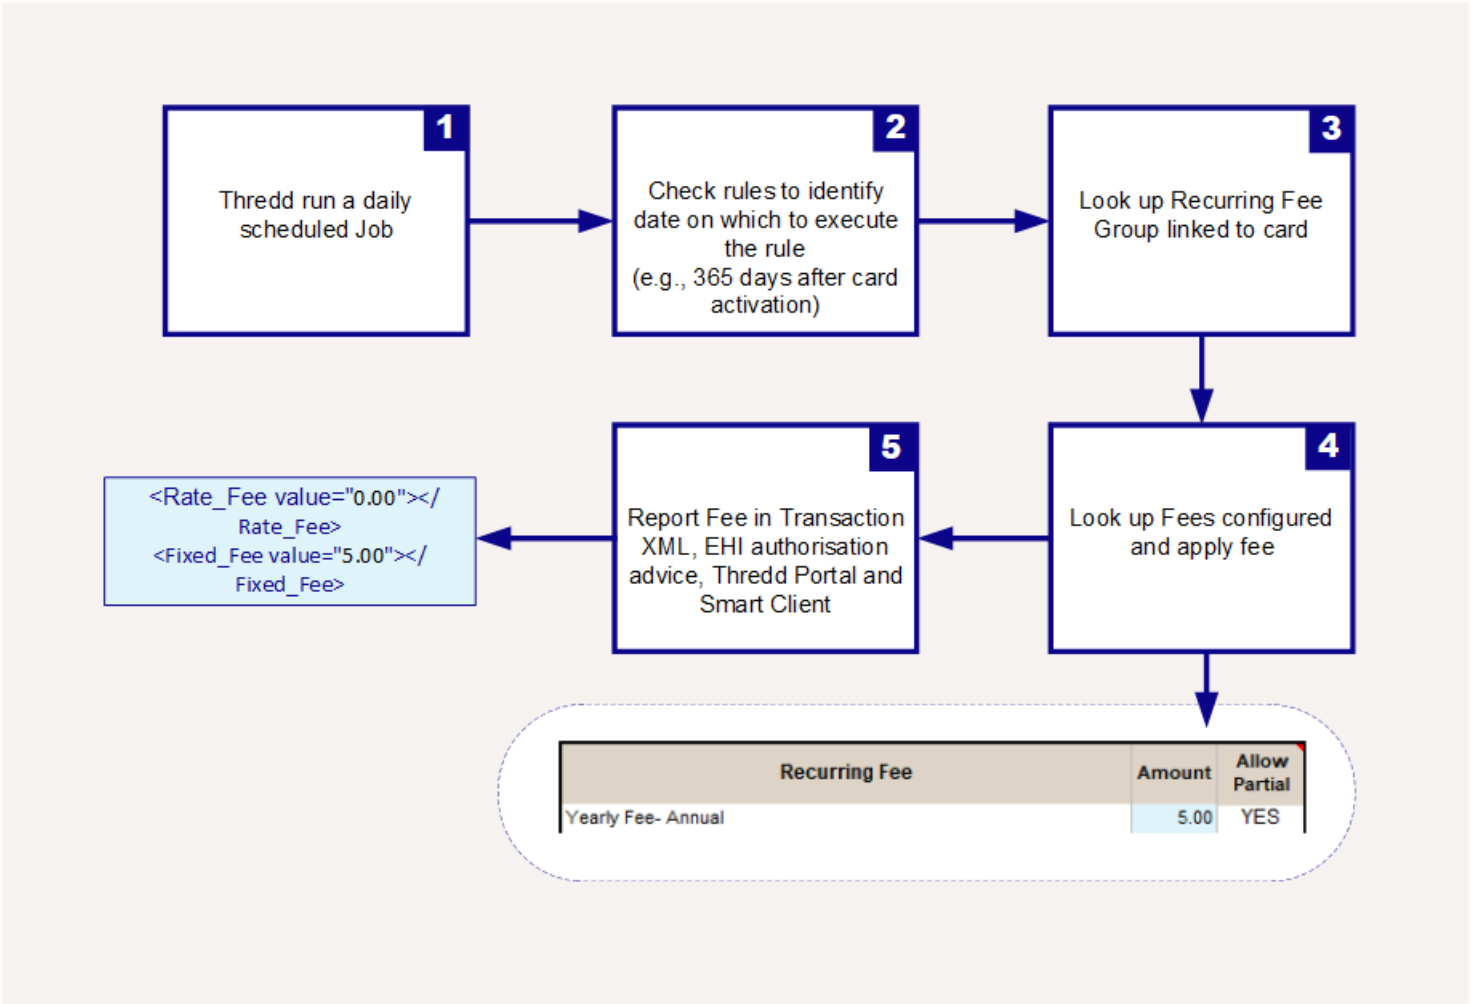 1
Thredd run a daily
scheduled Job
2
Check rules to identify
date on which to execute
the rule
(e.g., 365 days after card
activation)
3
Look up Recurring Fee
Group linked to card
4
Look up Fees configured
and apply fee
5
Report Fee in Transaction
XML, EHI authorisation
advice, Thredd Portal and
Smart Client
<Rate_Fee value="0.00"></
Rate_Fee>
<Fixed_Fee value="5.00"></
Fixed_Fee>
Recurring Fee Amount Allow
Partial
Yearly Fee- Annual 5.00 YES